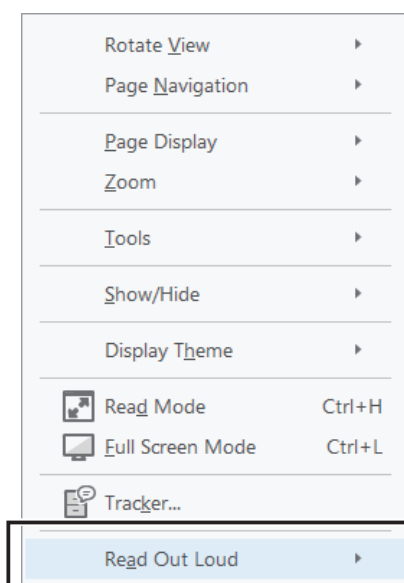 Rotate View
Page Navigation
Page Display
Zoom
Tools
Show/Hide
Display Theme
Read Mode Ctrl+H
Full Screen Mode Ctrl+L
Tracker...
Read Out Loud